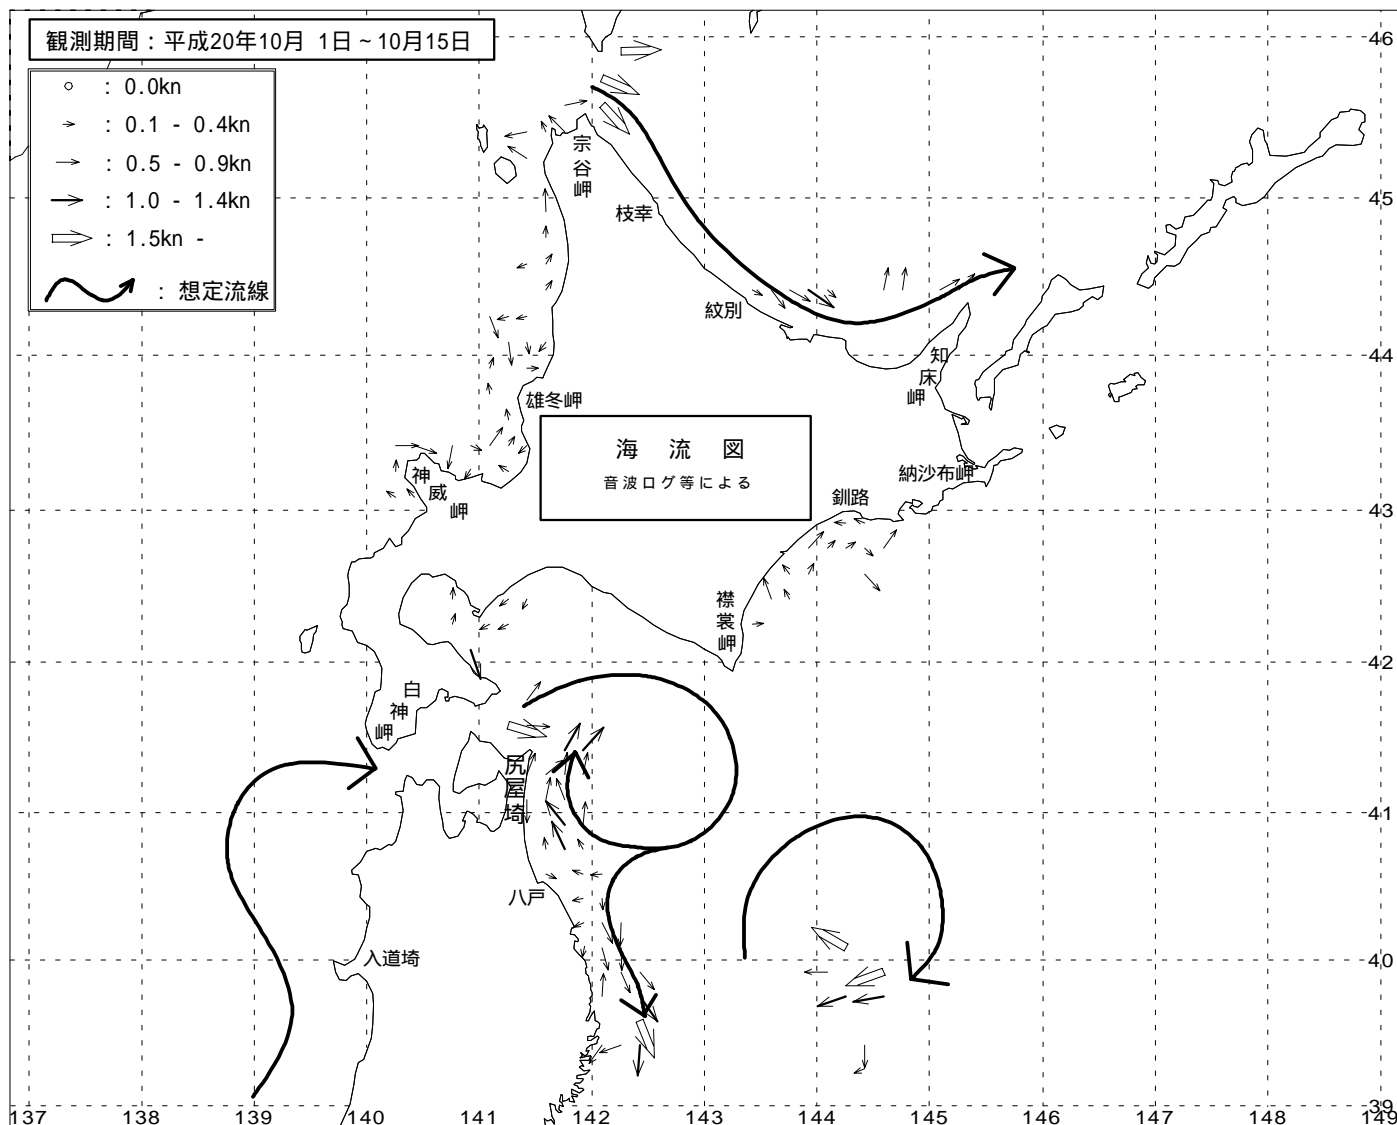 観測期間：平成20年10月 1日～10月15日
： 0.0kn
： 0.1 - 0.4kn
： 0.5 - 0.9kn
： 1.0 - 1.4kn
： 1.5kn -
： 想定流線
宗谷岬
枝幸
紋別
知床岬
雄冬岬
海 流 図
音波ログ等による
神威岬
納沙布岬
釧路
襟裳岬
白神岬
尻屋埼
八戸
入道埼
46
45
44
43
42
41
40
39
137 138 139 140 141 142 143 144 145 146 147 148 149